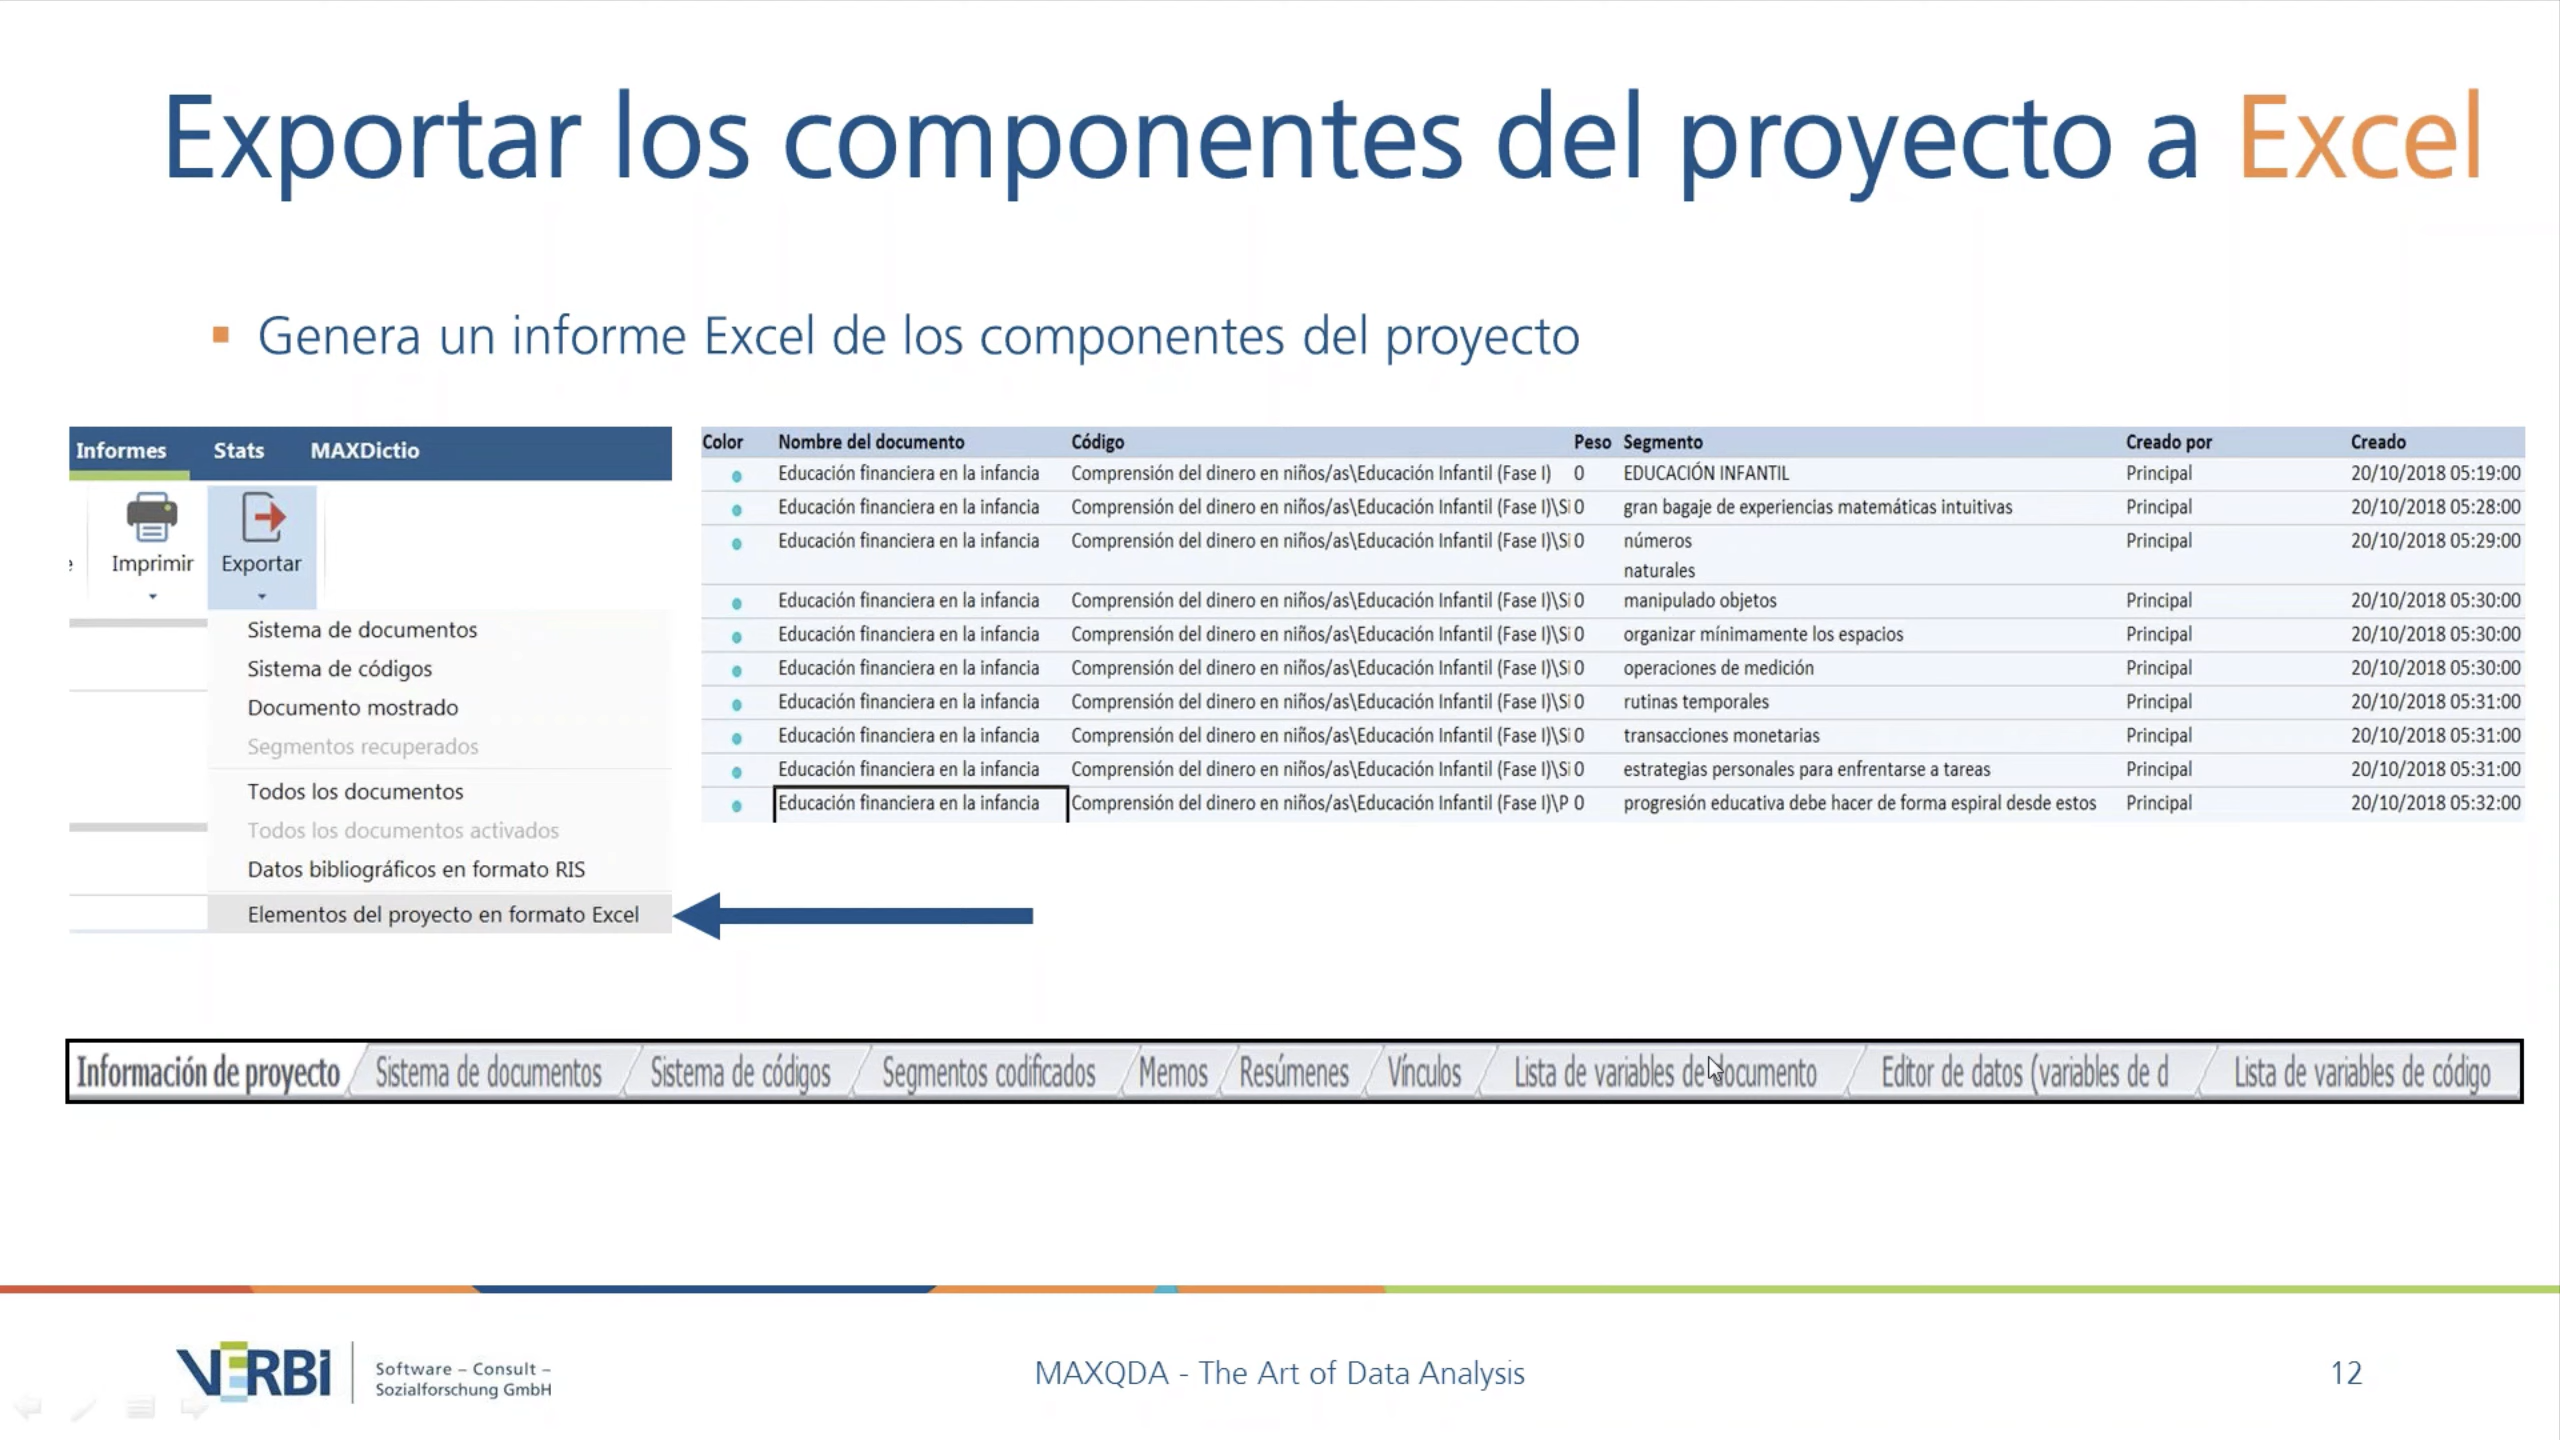 Exportar los componentes del proyecto a Excel
Genera un informe Excel de los componentes del proyecto
Informes Stats MAXDictio
Imprimir Exportar
Sistema de documentos
Sistema de códigos
Documento mostrado
Segmentos recuperados
Todos los documentos
Todos los documentos activados
Datos bibliográficos en formato RIS
Elementos del proyecto en formato Excel
Color Nombre del documento Código Peso Segmento Creado por Creado
Educación financiera en la infancia Comprensión del dinero en niños/as\Educación Infantil (Fase I) 0 EDUCACIÓN INFANTIL Principal 20/10/2018 05:19:00
Educación financiera en la infancia Comprensión del dinero en niños/as\Educación Infantil (Fase I)\Si 0 gran bagaje de experiencias matemáticas intuitivas Principal 20/10/2018 05:28:00
Educación financiera en la infancia Comprensión del dinero en niños/as\Educación Infantil (Fase I)\Si 0 números Principal 20/10/2018 05:29:00
naturales
Educación financiera en la infancia Comprensión del dinero en niños/as\Educación Infantil (Fase I)\Si 0 manipulado objetos Principal 20/10/2018 05:30:00
Educación financiera en la infancia Comprensión del dinero en niños/as\Educación Infantil (Fase I)\Si 0 organizar mínimamente los espacios Principal 20/10/2018 05:30:00
Educación financiera en la infancia Comprensión del dinero en niños/as\Educación Infantil (Fase I)\Si 0 operaciones de medición Principal 20/10/2018 05:30:00
Educación financiera en la infancia Comprensión del dinero en niños/as\Educación Infantil (Fase I)\Si 0 rutinas temporales Principal 20/10/2018 05:31:00
Educación financiera en la infancia Comprensión del dinero en niños/as\Educación Infantil (Fase I)\Si 0 transacciones monetarias Principal 20/10/2018 05:31:00
Educación financiera en la infancia Comprensión del dinero en niños/as\Educación Infantil (Fase I)\Si 0 estrategias personales para enfrentarse a tareas Principal 20/10/2018 05:31:00
Educación financiera en la infancia Comprensión del dinero en niños/as\Educación Infantil (Fase I)\P 0 progresión educativa debe hacer de forma espiral desde estos Principal 20/10/2018 05:32:00
Información de proyecto Sistema de documentos Sistema de códigos Segmentos codificados Memos Resúmenes Vínculos Lista de variables de documento Editor de datos (variables de d Lista de variables de código
VERBI Software – Consult –
Sozialforschung GmbH
MAXQDA - The Art of Data Analysis
12